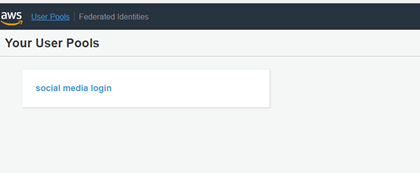 aws User Pools Federated Identities
Your User Pools
social media login